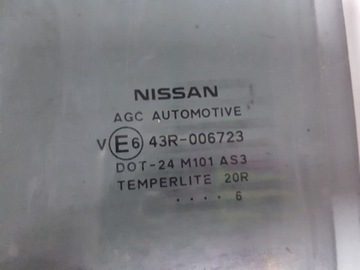 NISSAN
AGC AUTOMOTIVE
V E6 43R-006723
DOT-24 M101 AS3
TEMPERLITE 20R
.... 6